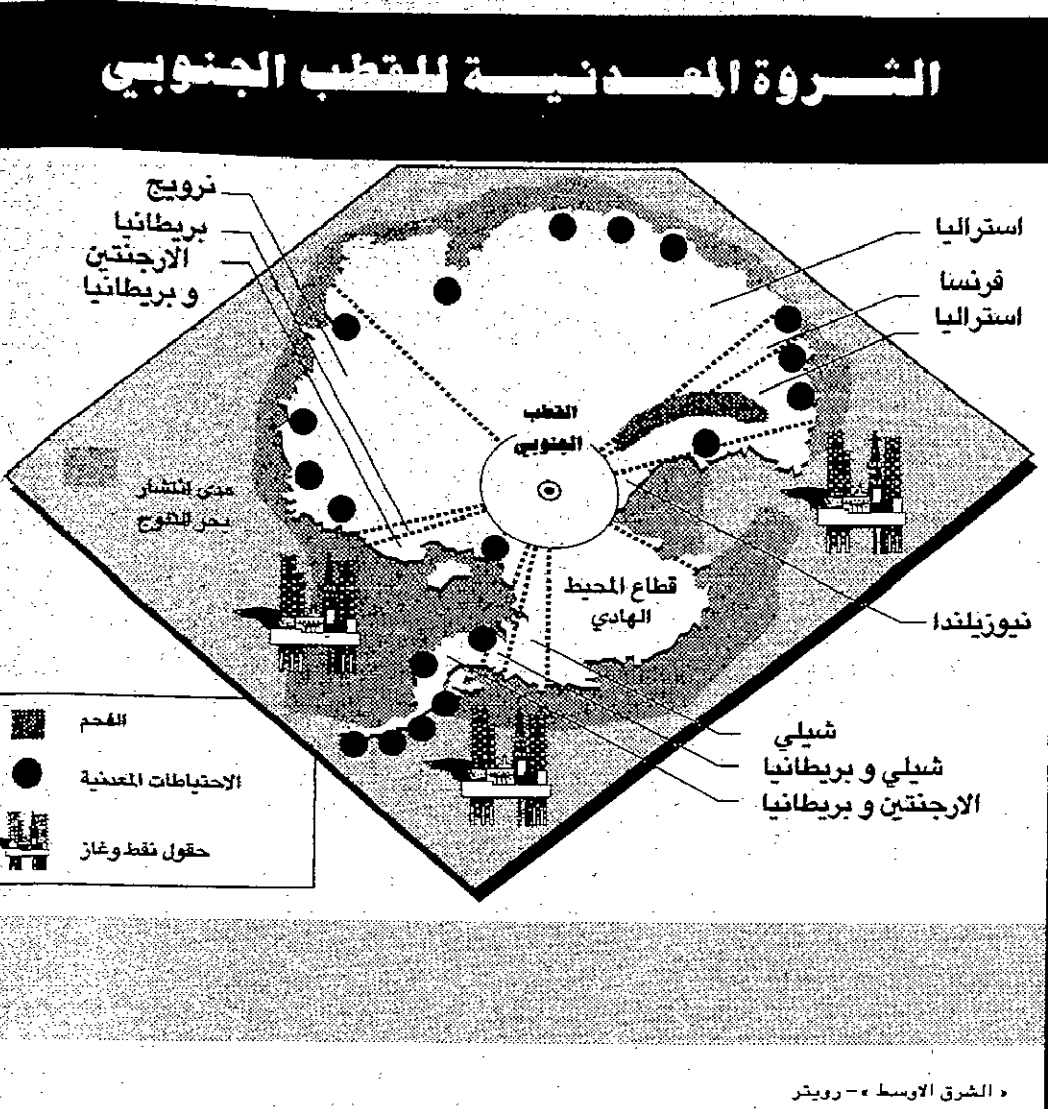 الثروة المعدنية للقطب الجنوبي
نرويج
بريطانيا
الارجنتين
و بريطانيا
استراليا
فرنسا
استراليا
القطب
الجنوبي
مدى انتشار
بحر الثلوج
قطاع المحيط
الهادي
نيوزيلندا
شيلي
شيلي و بريطانيا
الارجنتين و بريطانيا
الفحم
الاحتياطات المعدنية
حقول نفط وغاز
« الشرق الاوسط » - رويتر